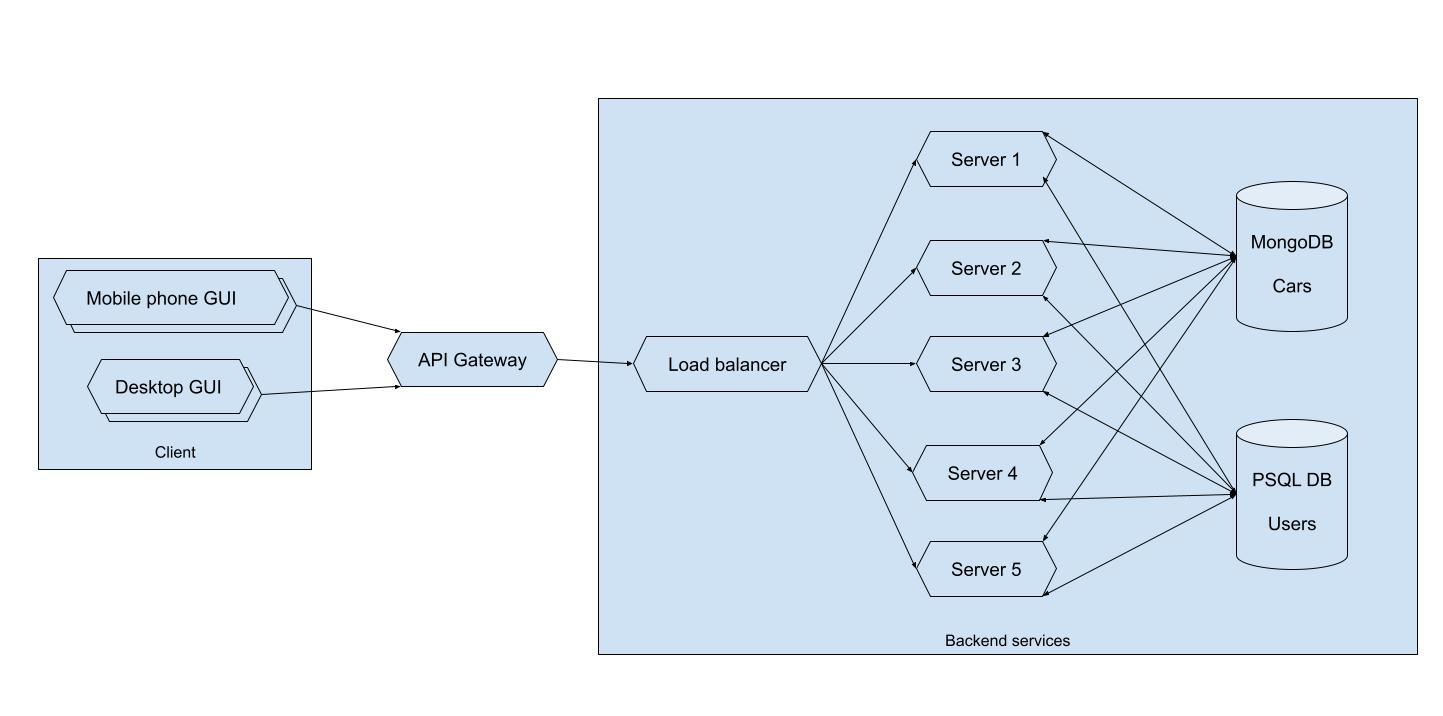 Mobile phone GUI
Desktop GUI
Client
API Gateway
Load balancer
Server 1
Server 2
Server 3
Server 4
Server 5
MongoDB
Cars
PSQL DB
Users
Backend services